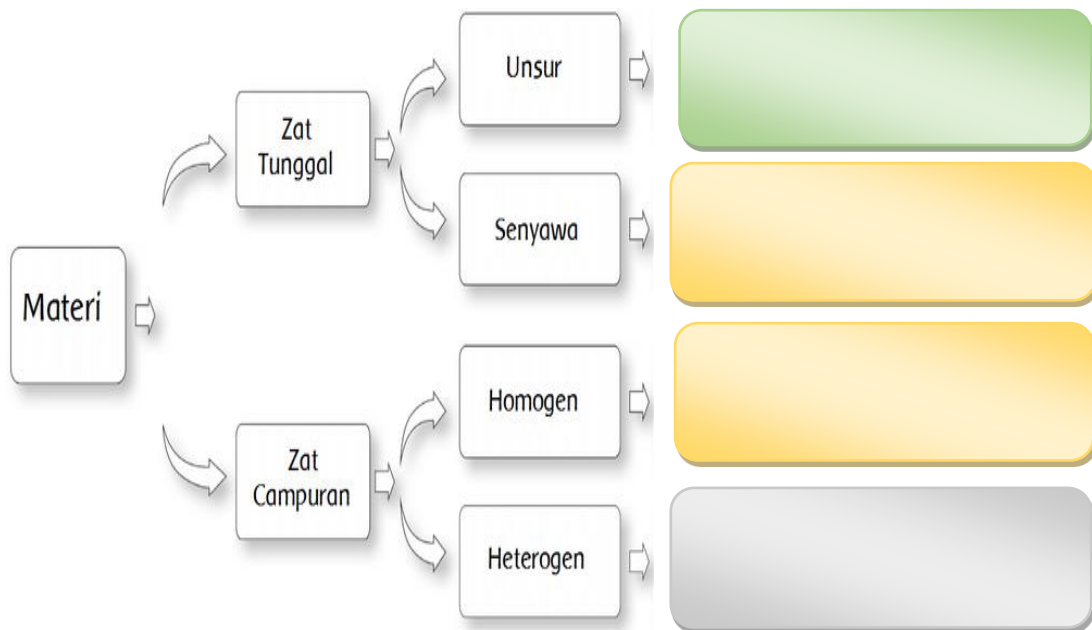 Materi
Zat
Tunggal
Unsur
Senyawa
Zat
Campuran
Homogen
Heterogen